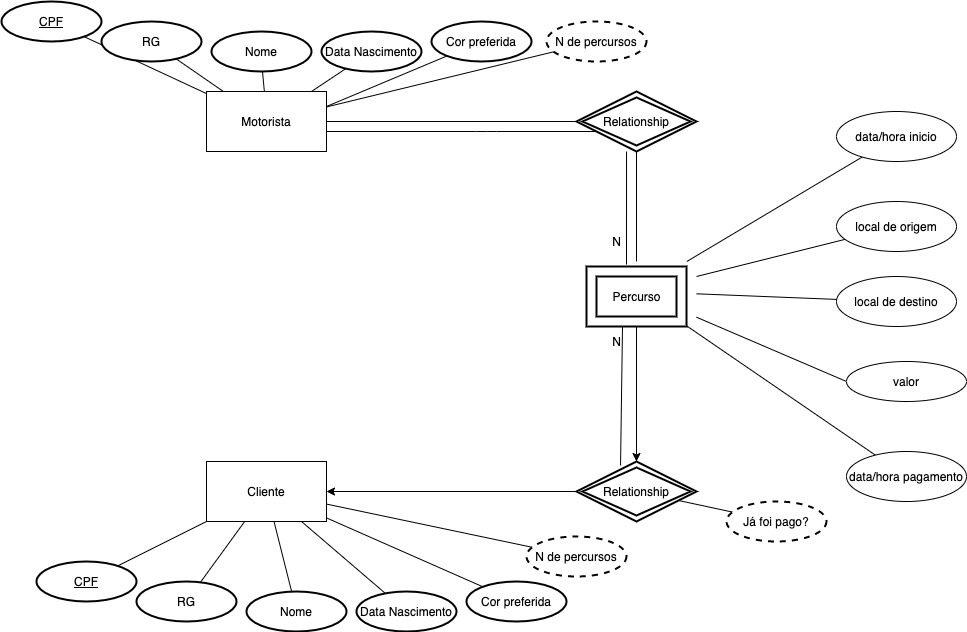 CPF
RG
Nome
Data Nascimento
Cor preferida
N de percursos
Motorista
Relationship
data/hora inicio
local de origem
N
Percurso
local de destino
N
valor
data/hora pagamento
Cliente
Relationship
Já foi pago?
N de percursos
CPF
RG
Nome
Data Nascimento
Cor preferida